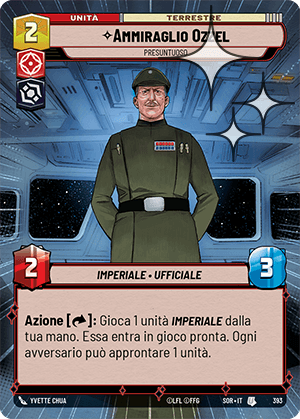 UNITÀ
TERRESTRE
2
✧AMMIRAGLIO OZZEL
PRESUNTUOSO
2
3
IMPERIALE • UFFICIALE
Azione [↷]: Gioca 1 unità IMPERIALE dalla
tua mano. Essa entra in gioco pronta. Ogni
avversario può approntare 1 unità.
YVETTE CHUA
©LFL ©FFG
SOR • IT
393